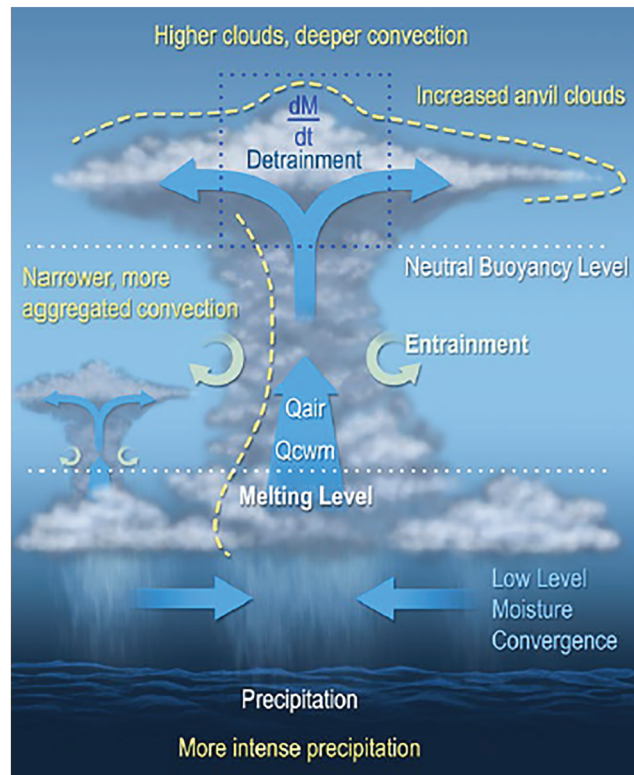 Higher clouds, deeper convection
Increased anvil clouds
dM
dt
Detrainment
Neutral Buoyancy Level
Narrower, more
aggregated convection
Entrainment
Qair
Qcwm
Melting Level
Low Level
Moisture
Convergence
Precipitation
More intense precipitation